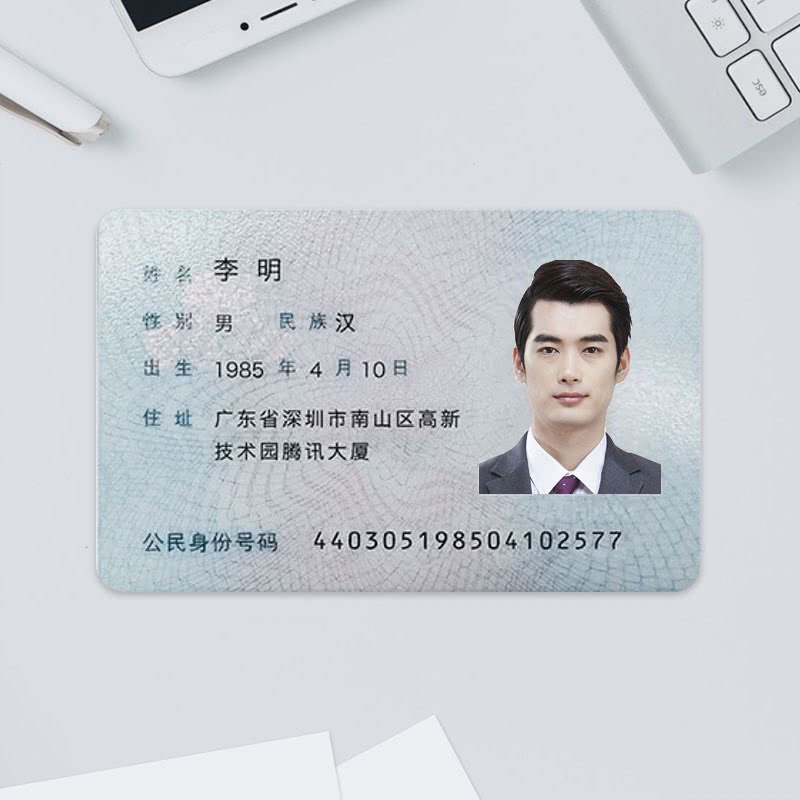 姓名 李明
性别 男 民族 汉
出生 1985 年 4 月 10 日
住址 广东省深圳市南山区高新
技术园腾讯大厦
公民身份号码 440305198504102577
esc